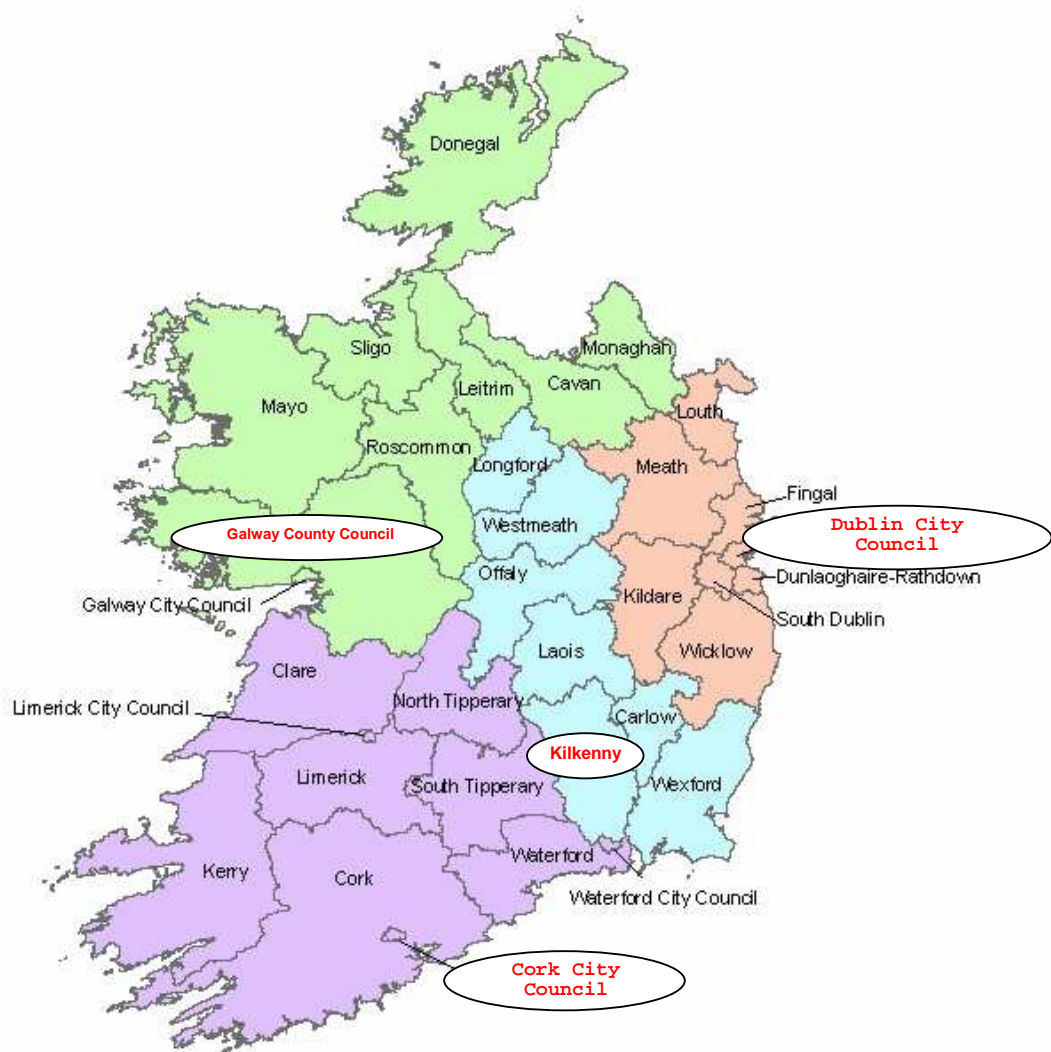 Donegal
Monaghan
Sligo
Cavan
Leitrim
Mayo
Louth
Roscommon
Longford
Meath
Fingal
Westmeath
Galway County Council
Dublin City
Council
Offaly
Dunlaoghaire-Rathdown
Kildare
Galway City Council
South Dublin
Laois
Wicklow
Clare
North Tipperary
Limerick City Council
Carlow
Kilkenny
Limerick
South Tipperary
Wexford
Waterford
Kerry
Cork
Waterford City Council
Cork City
Council